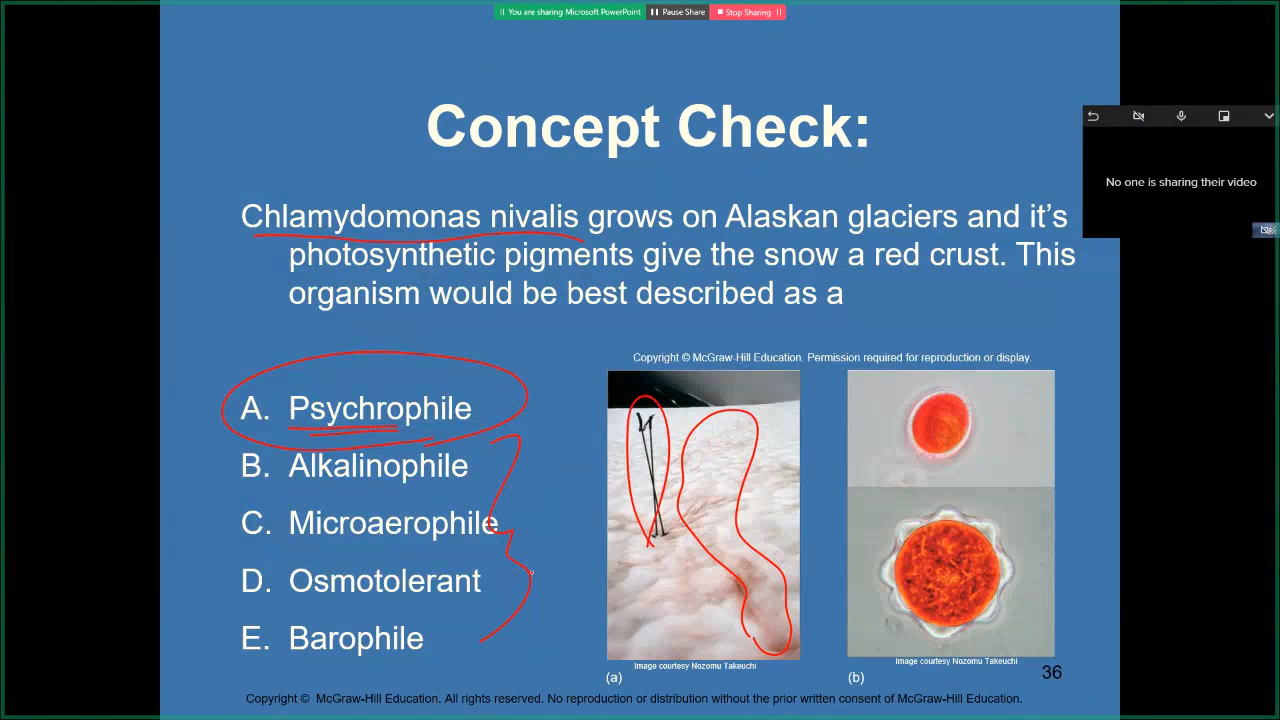 You are sharing Microsoft PowerPoint Pause Share Stop Sharing
Concept Check:
No one is sharing their video
Chlamydomonas nivalis grows on Alaskan glaciers and it's
photosynthetic pigments give the snow a red crust. This
organism would be best described as a
Copyright © McGraw-Hill Education. Permission required for reproduction or display.
A. Psychrophile
B. Alkalinophile
C. Microaerophile
D. Osmotolerant
E. Barophile
Image courtesy Nozomu Takeuchi
(a)
Image courtesy Nozomu Takeuchi
(b)
36
Copyright © McGraw-Hill Education. All rights reserved. No reproduction or distribution without the prior written consent of McGraw-Hill Education.